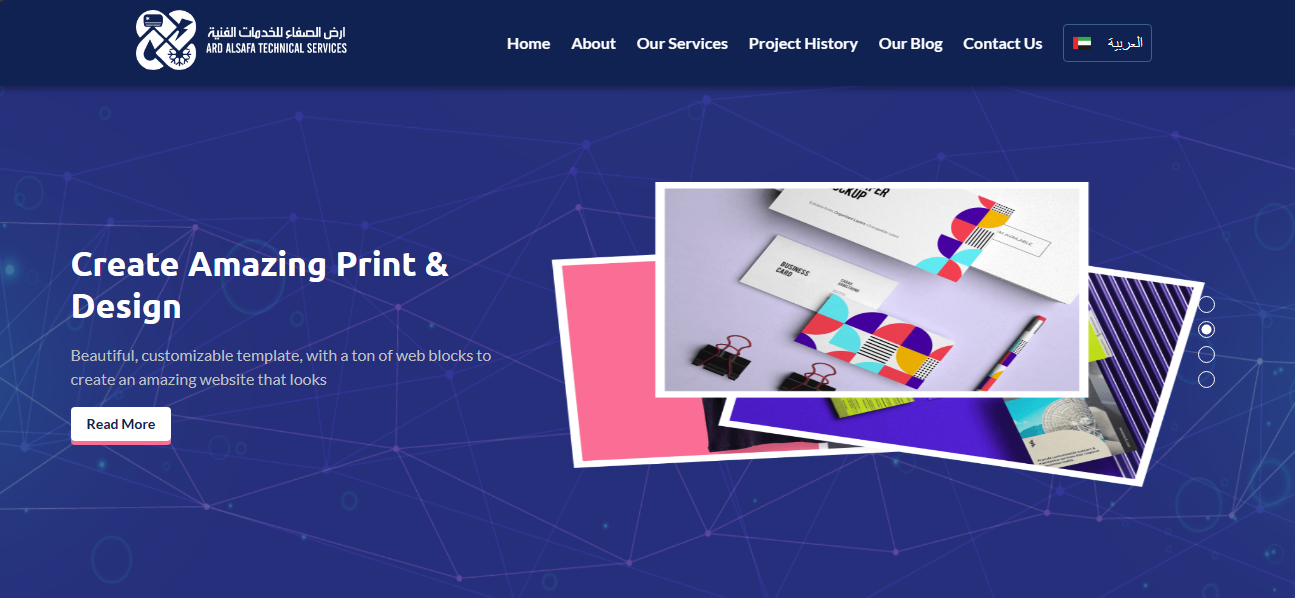 ارض الصفاء للخدمات الفنية
ARD ALSAFA TECHNICAL SERVICES
Home About Our Services Project History Our Blog Contact Us العربية
Create Amazing Print &
Design
Beautiful, customizable template, with a ton of web blocks to
create an amazing website that looks
Read More
BUSINESS
CARD